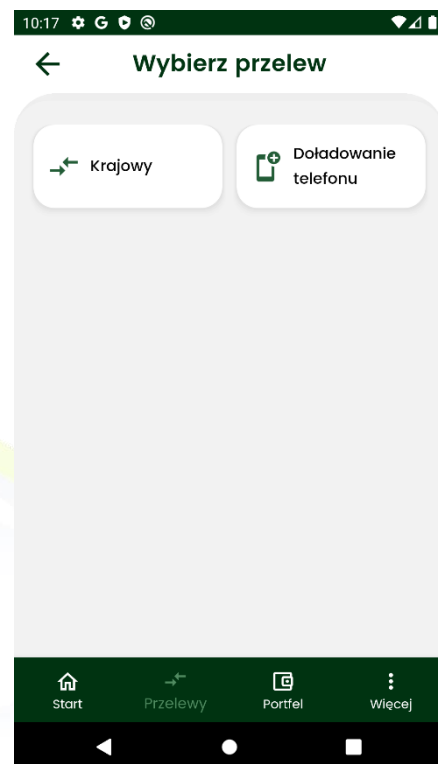 10:17
Wybierz przelew
Krajowy
Doładowanie
telefonu
Start
Przelewy
Portfel
Więcej